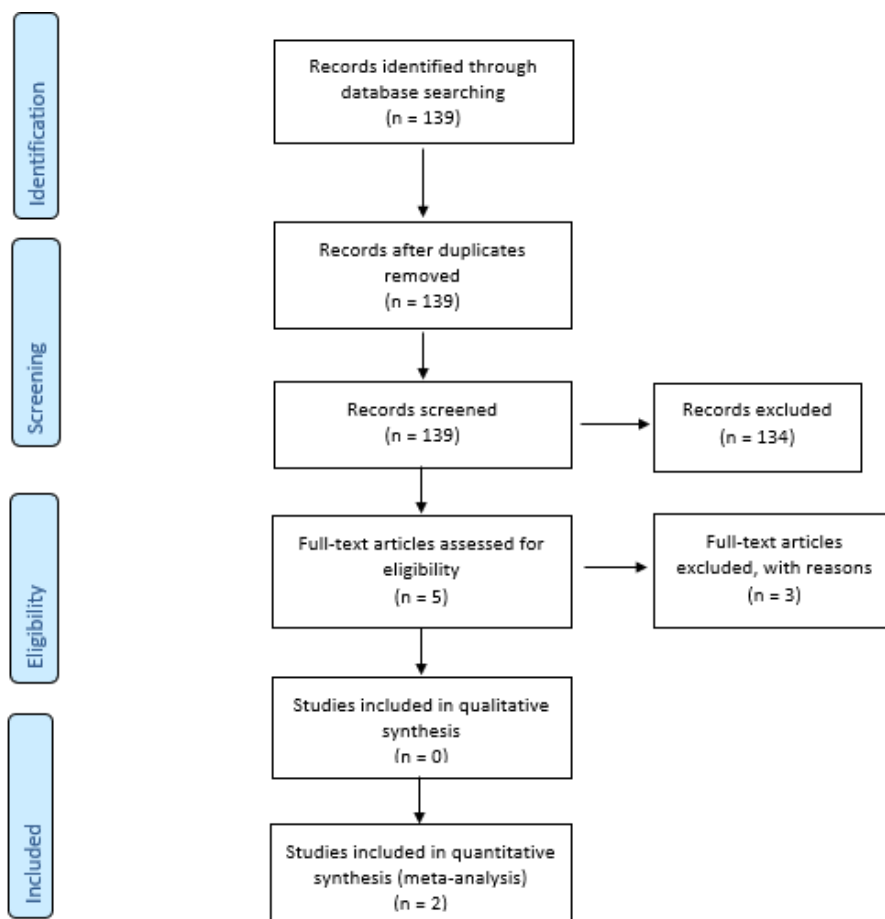 Identification
Records identified through
database searching
(n = 139)
Screening
Records after duplicates
removed
(n = 139)
Records screened
(n = 139)
Records excluded
(n = 134)
Eligibility
Full-text articles assessed for
eligibility
(n = 5)
Full-text articles
excluded, with reasons
(n = 3)
Included
Studies included in qualitative
synthesis
(n = 0)
Studies included in quantitative
synthesis (meta-analysis)
(n = 2)